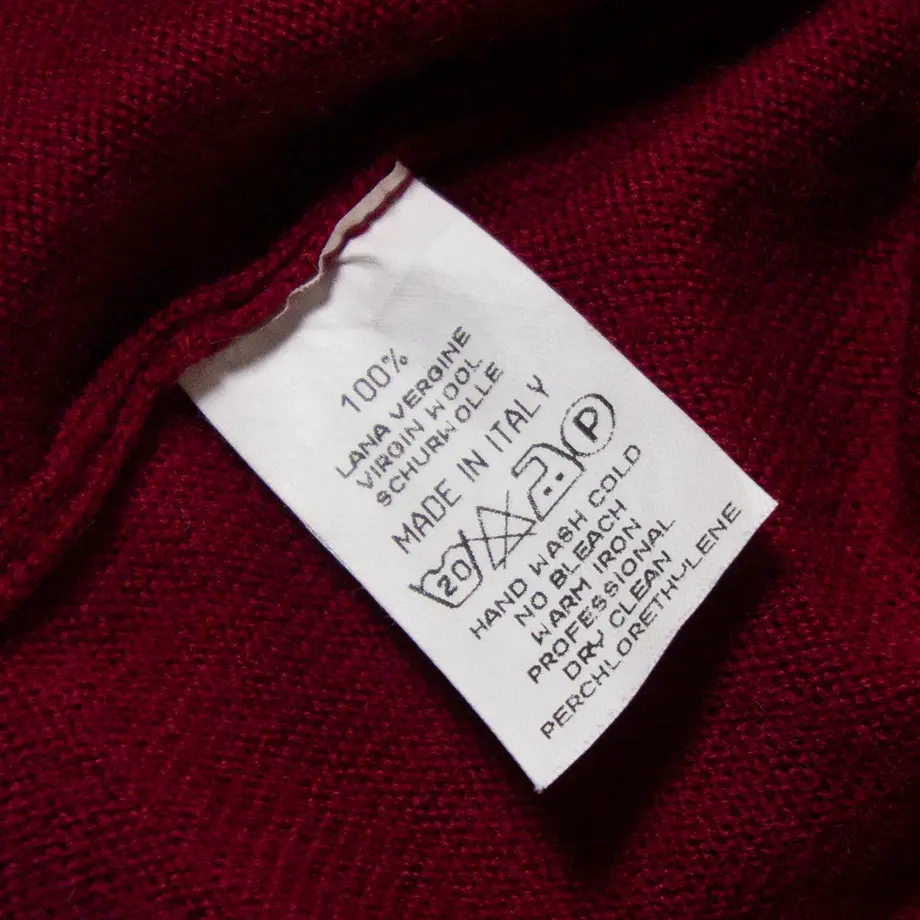 100%
LANA VERGINE
VIRGIN WOOL
SCHURWOLLE
MADE IN ITALY
20 P
HAND WASH COLD
NO BLEACH
WARM IRON
PROFESSIONAL
DRY CLEAN
PERCHLORETHYLENE